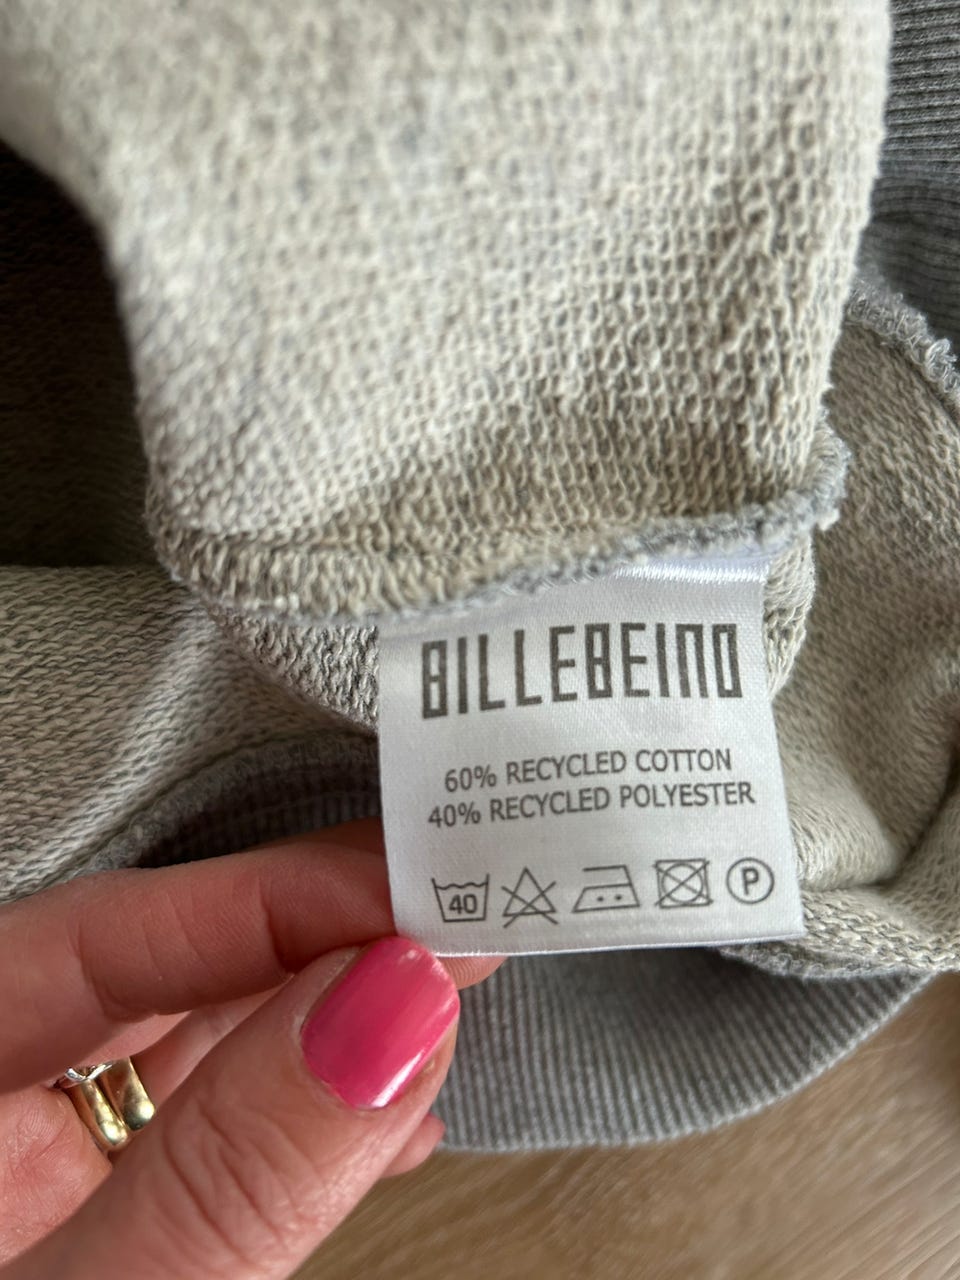 BILLEBEINO
60% RECYCLED COTTON
40% RECYCLED POLYESTER
40 P